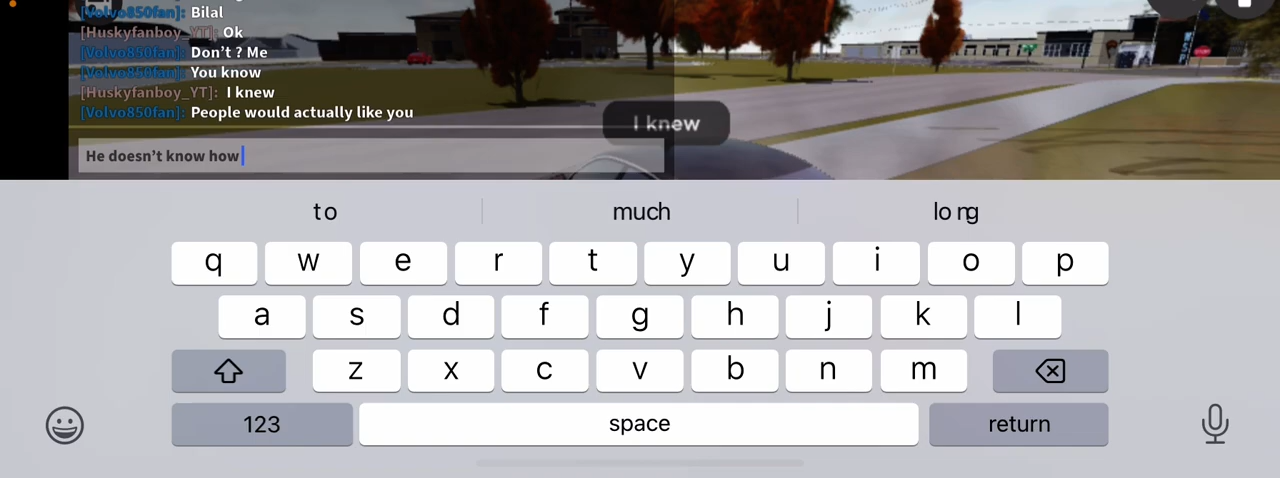 [Volvo850fan]: Bilal
[Huskyfanboy_YT]: Ok
[Volvo850fan]: Don't ? Me
[Volvo850fan]: You know
[Huskyfanboy_YT]: I knew
[Volvo850fan]: People would actually like you
I knew
He doesn't know how
to much long
q w e r t y u i o p
a s d f g h j k l
z x c v b n m
123 space return